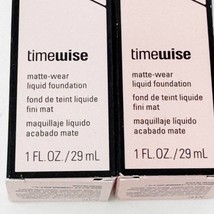 timewise
matte-wear
liquid foundation
fond de teint liquide
fini mat
maquillaje líquido
acabado mate
1 FL. OZ. / 29 mL
timewise
matte-wear
liquid foundation
fond de teint liquide
fini mat
maquillaje líquido
acabado mate
1 FL. OZ. / 29 mL